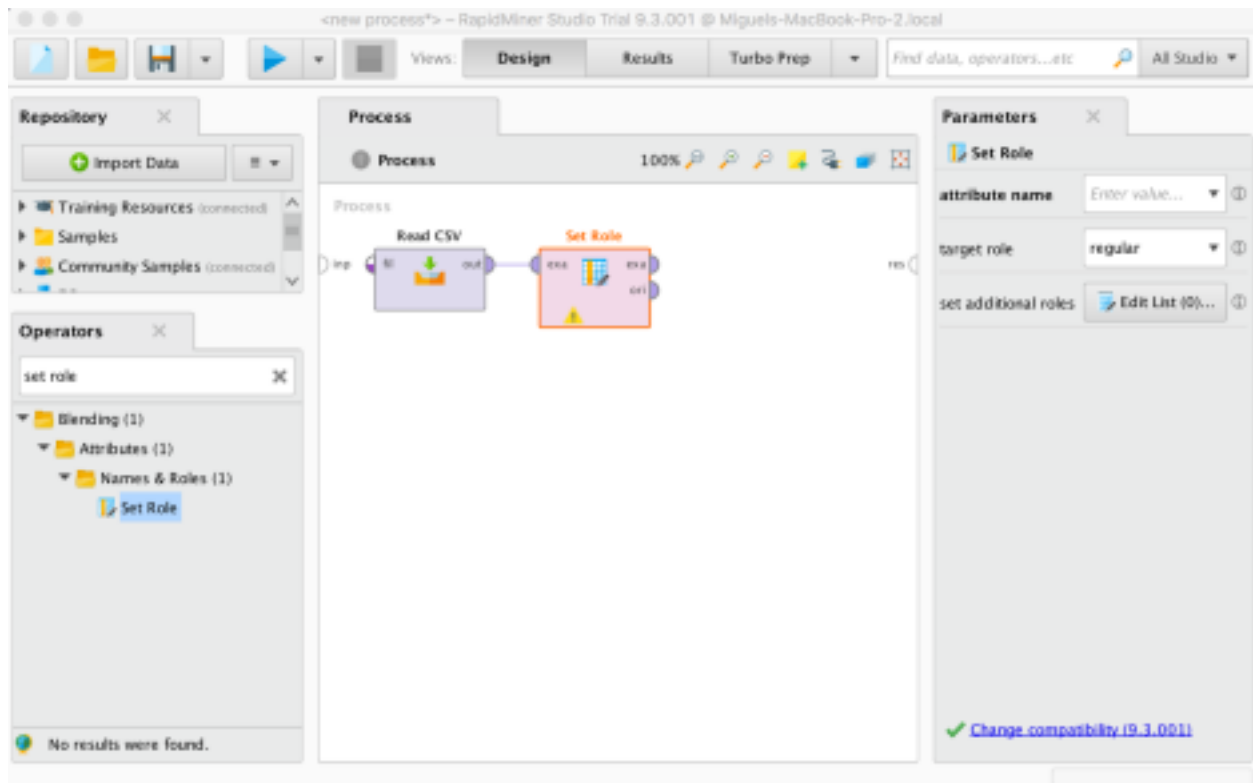 <new process*> – RapidMiner Studio Trial 9.3.001 @ Miguels-MacBook-Pro-2.local
Views: Design Results Turbo Prep Find data, operators...etc All Studio
Repository
Import Data
Training Resources (connected)
Samples
Community Samples (connected)
Operators
set role
Blending (1)
Attributes (1)
Names & Roles (1)
Set Role
No results were found.
Process
Process 100%
Process
Read CSV Set Role
inp fil out exa exa res
ori
Parameters
Set Role
attribute name Enter value...
target role regular
set additional roles Edit List (0)...
Change compatibility (9.3.001)